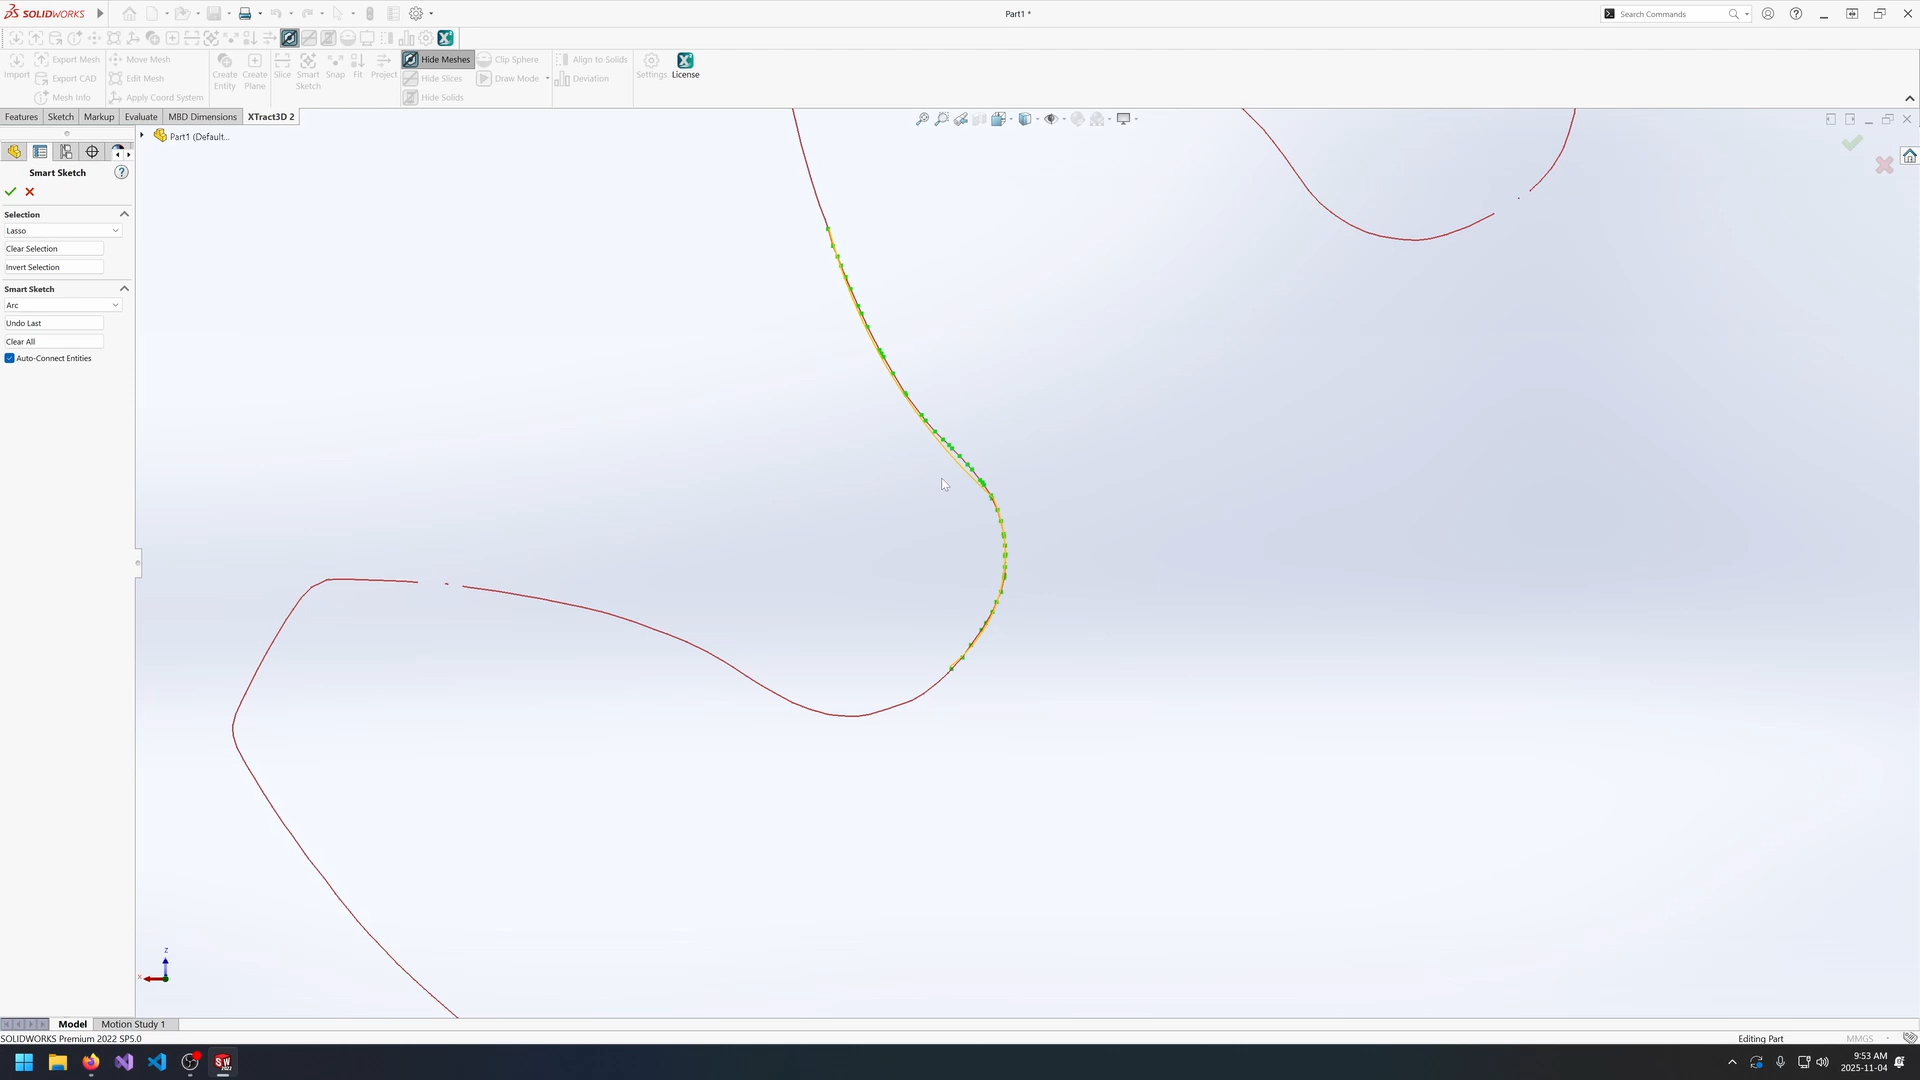 SOLIDWORKS
Part1 *
Search Commands
Import
Export Mesh
Export CAD
Mesh Info
Move Mesh
Edit Mesh
Apply Coord System
Create Entity
Create Plane
Slice
Smart Sketch
Snap
Fit
Project
Hide Meshes
Hide Slices
Hide Solids
Clip Sphere
Draw Mode
Align to Solids
Deviation
Settings
License
Features
Sketch
Markup
Evaluate
MBD Dimensions
XTract3D 2
Part1 (Default...
Smart Sketch
Selection
Lasso
Clear Selection
Invert Selection
Smart Sketch
Arc
Undo Last
Clear All
Auto-Connect Entities
Z
X
Model
Motion Study 1
SOLIDWORKS Premium 2022 SP5.0
Editing Part
MMGS
SW
2022
9:53 AM
2025-11-04